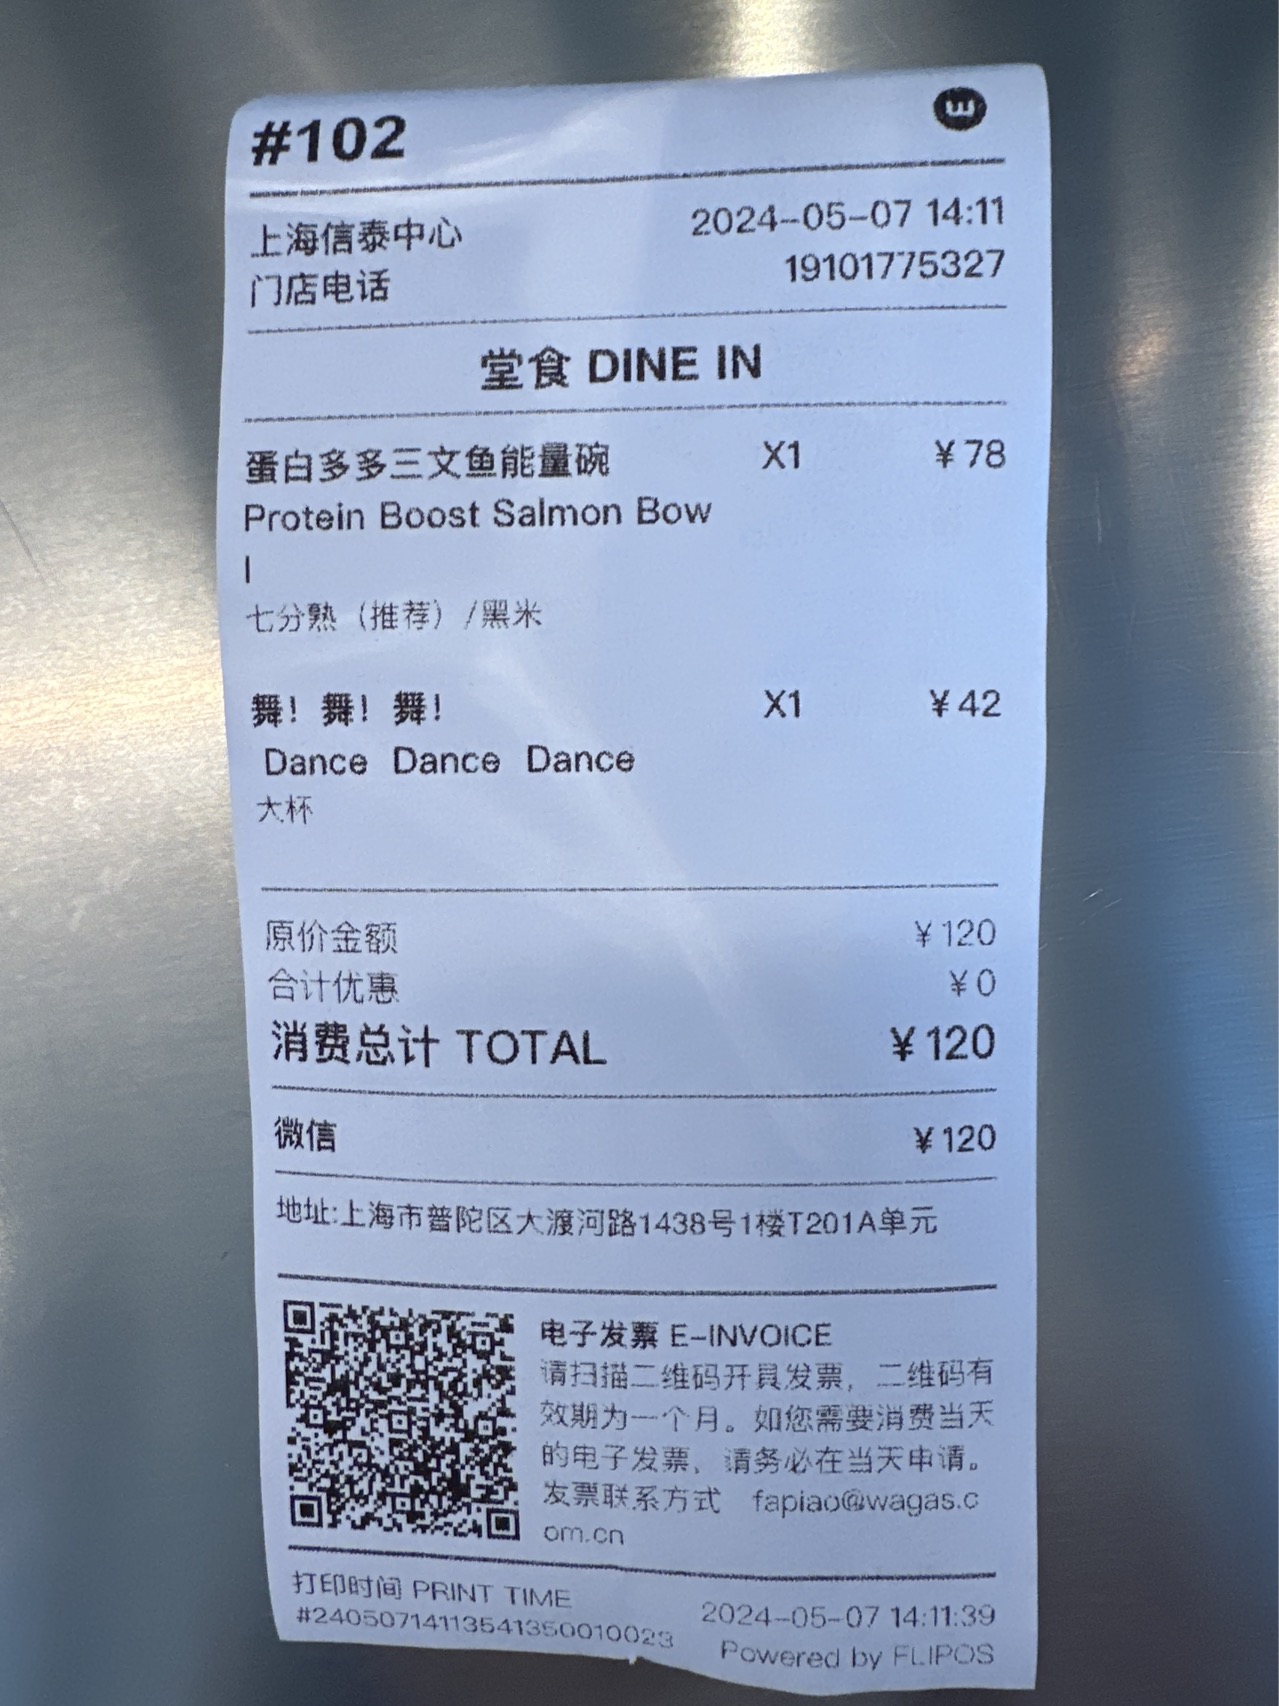 #102
上海信泰中心 2024-05-07 14:11
门店电话 19101775327
堂食 DINE IN
蛋白多多三文鱼能量碗 X1 ¥78
Protein Boost Salmon Bow
l
七分熟（推荐）/黑米
舞！舞！舞！ X1 ¥42
Dance Dance Dance
大杯
原价金额 ¥120
合计优惠 ¥0
消费总计 TOTAL ¥120
微信 ¥120
地址:上海市普陀区大渡河路1438号1楼T201A单元
电子发票 E-INVOICE
请扫描二维码开具发票，二维码有
效期为一个月。如您需要消费当天
的电子发票，请务必在当天申请。
发票联系方式 fapiao@wagas.c
om.cn
打印时间 PRINT TIME 2024-05-07 14:11:39
#24050714113541350010023 Powered by FLIPOS